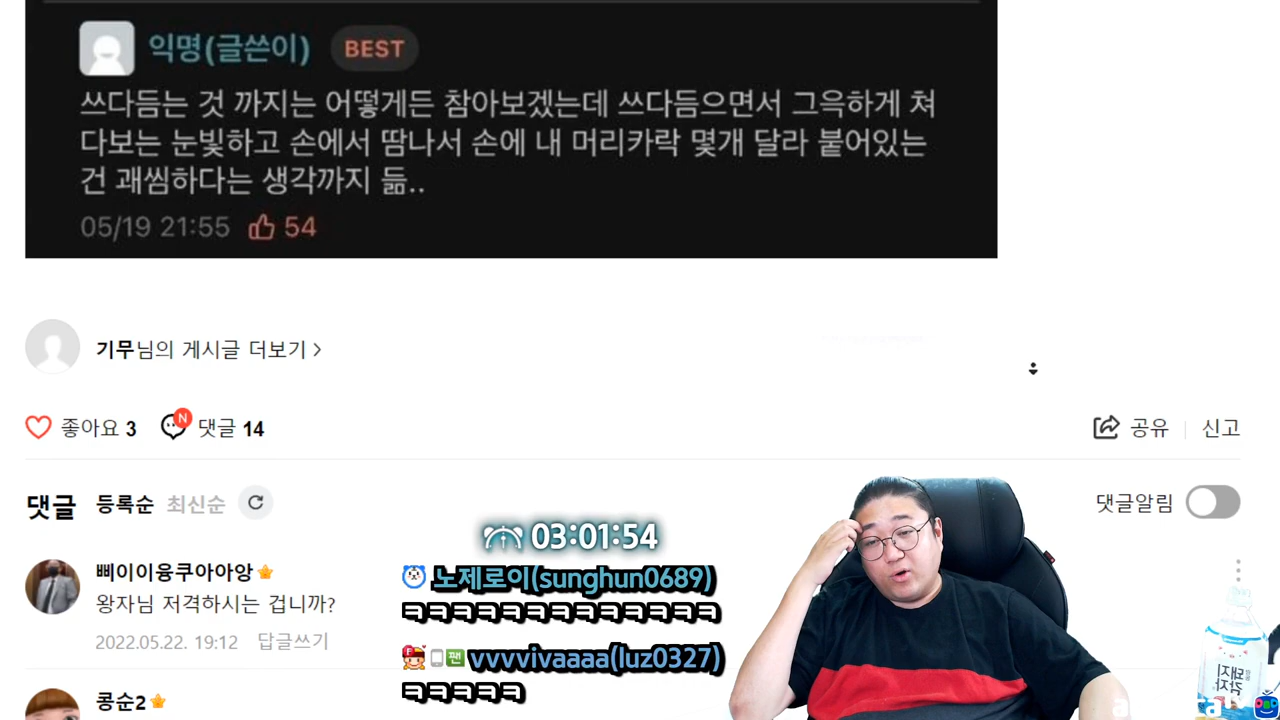 익명(글쓴이) BEST
쓰다듬는 것 까지는 어떻게든 참아보겠는데 쓰다듬으면서 그윽하게 쳐
다보는 눈빛하고 손에서 땀나서 손에 내 머리카락 몇개 달라 붙어있는
건 괘씸하다는 생각까지 듦..
05/19 21:55 54
기무님의 게시글 더보기 >
좋아요 3 N 댓글 14
공유 신고
댓글 등록순 최신순
댓글알림
03:01:54
삐이이융쿠아아앙
왕자님 저격하시는 겁니까?
2022.05.22. 19:12 답글쓰기
노제로이(sunghun0689)
ㅋㅋㅋㅋㅋㅋㅋㅋㅋㅋㅋㅋㅋ
F 팬 vvvvivaaaa(luz0327)
ㅋㅋㅋㅋㅋ
콩순2
돼지
감자